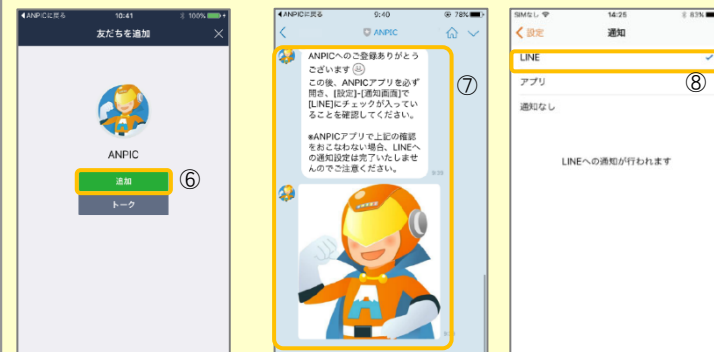 ANPICに戻る 10:41 100%
友だちを追加
ANPIC
追加
⑥
トーク
ANPICに戻る 9:40 78%
ANPIC
ANPICへのご登録ありがとう
ございます
この後、ANPICアプリを必ず
開き、[設定]-[通知画面]で
[LINE]にチェックが入ってい
ることを確認してください。
※ANPICアプリで上記の確認
をおこなわない場合、LINEへ
の通知設定は完了いたしませ
んのでご注意ください。
9:39
⑦
SIMなし 14:25 83%
設定 通知
LINE
⑧
アプリ
通知なし
LINEへの通知が行われます